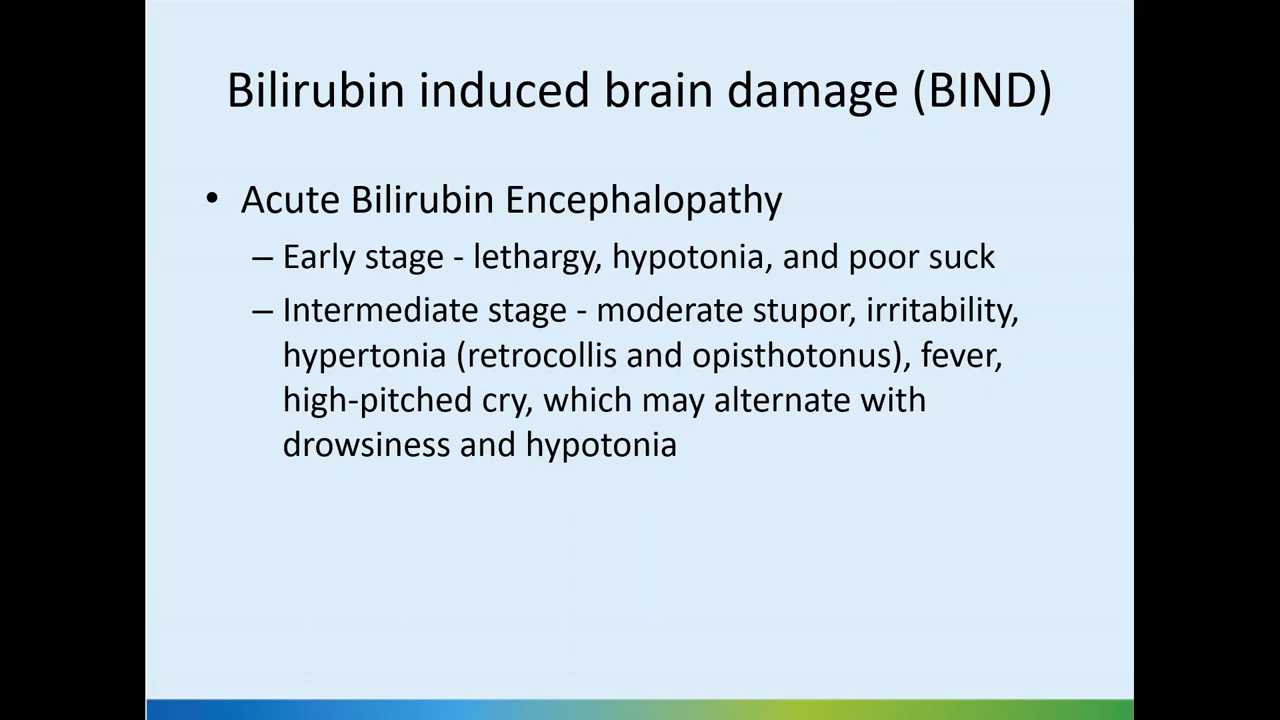 Bilirubin induced brain damage (BIND)
• Acute Bilirubin Encephalopathy
– Early stage - lethargy, hypotonia, and poor suck
– Intermediate stage - moderate stupor, irritability,
hypertonia (retrocollis and opisthotonus), fever,
high-pitched cry, which may alternate with
drowsiness and hypotonia